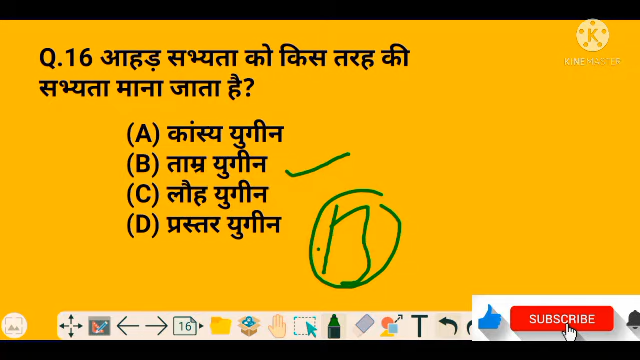 KINEMASTER
Q.16 आहड़ सभ्यता को किस तरह की
सभ्यता माना जाता है?
(A) कांस्य युगीन
(B) ताम्र युगीन
(C) लौह युगीन
(D) प्रस्तर युगीन
B
16
T
SUBSCRIBE